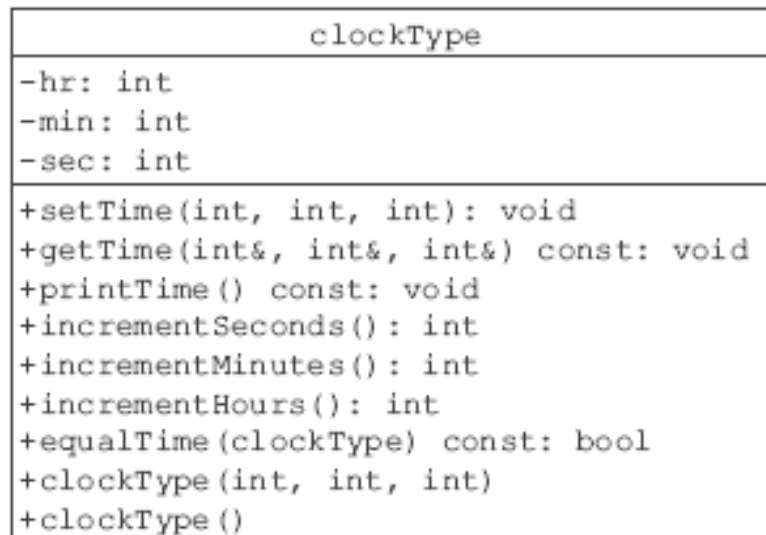 clockType
-hr: int
-min: int
-sec: int
+setTime(int, int, int): void
+getTime(int&, int&, int&) const: void
+printTime() const: void
+incrementSeconds(): int
+incrementMinutes(): int
+incrementHours(): int
+equalTime(clockType) const: bool
+clockType(int, int, int)
+clockType()